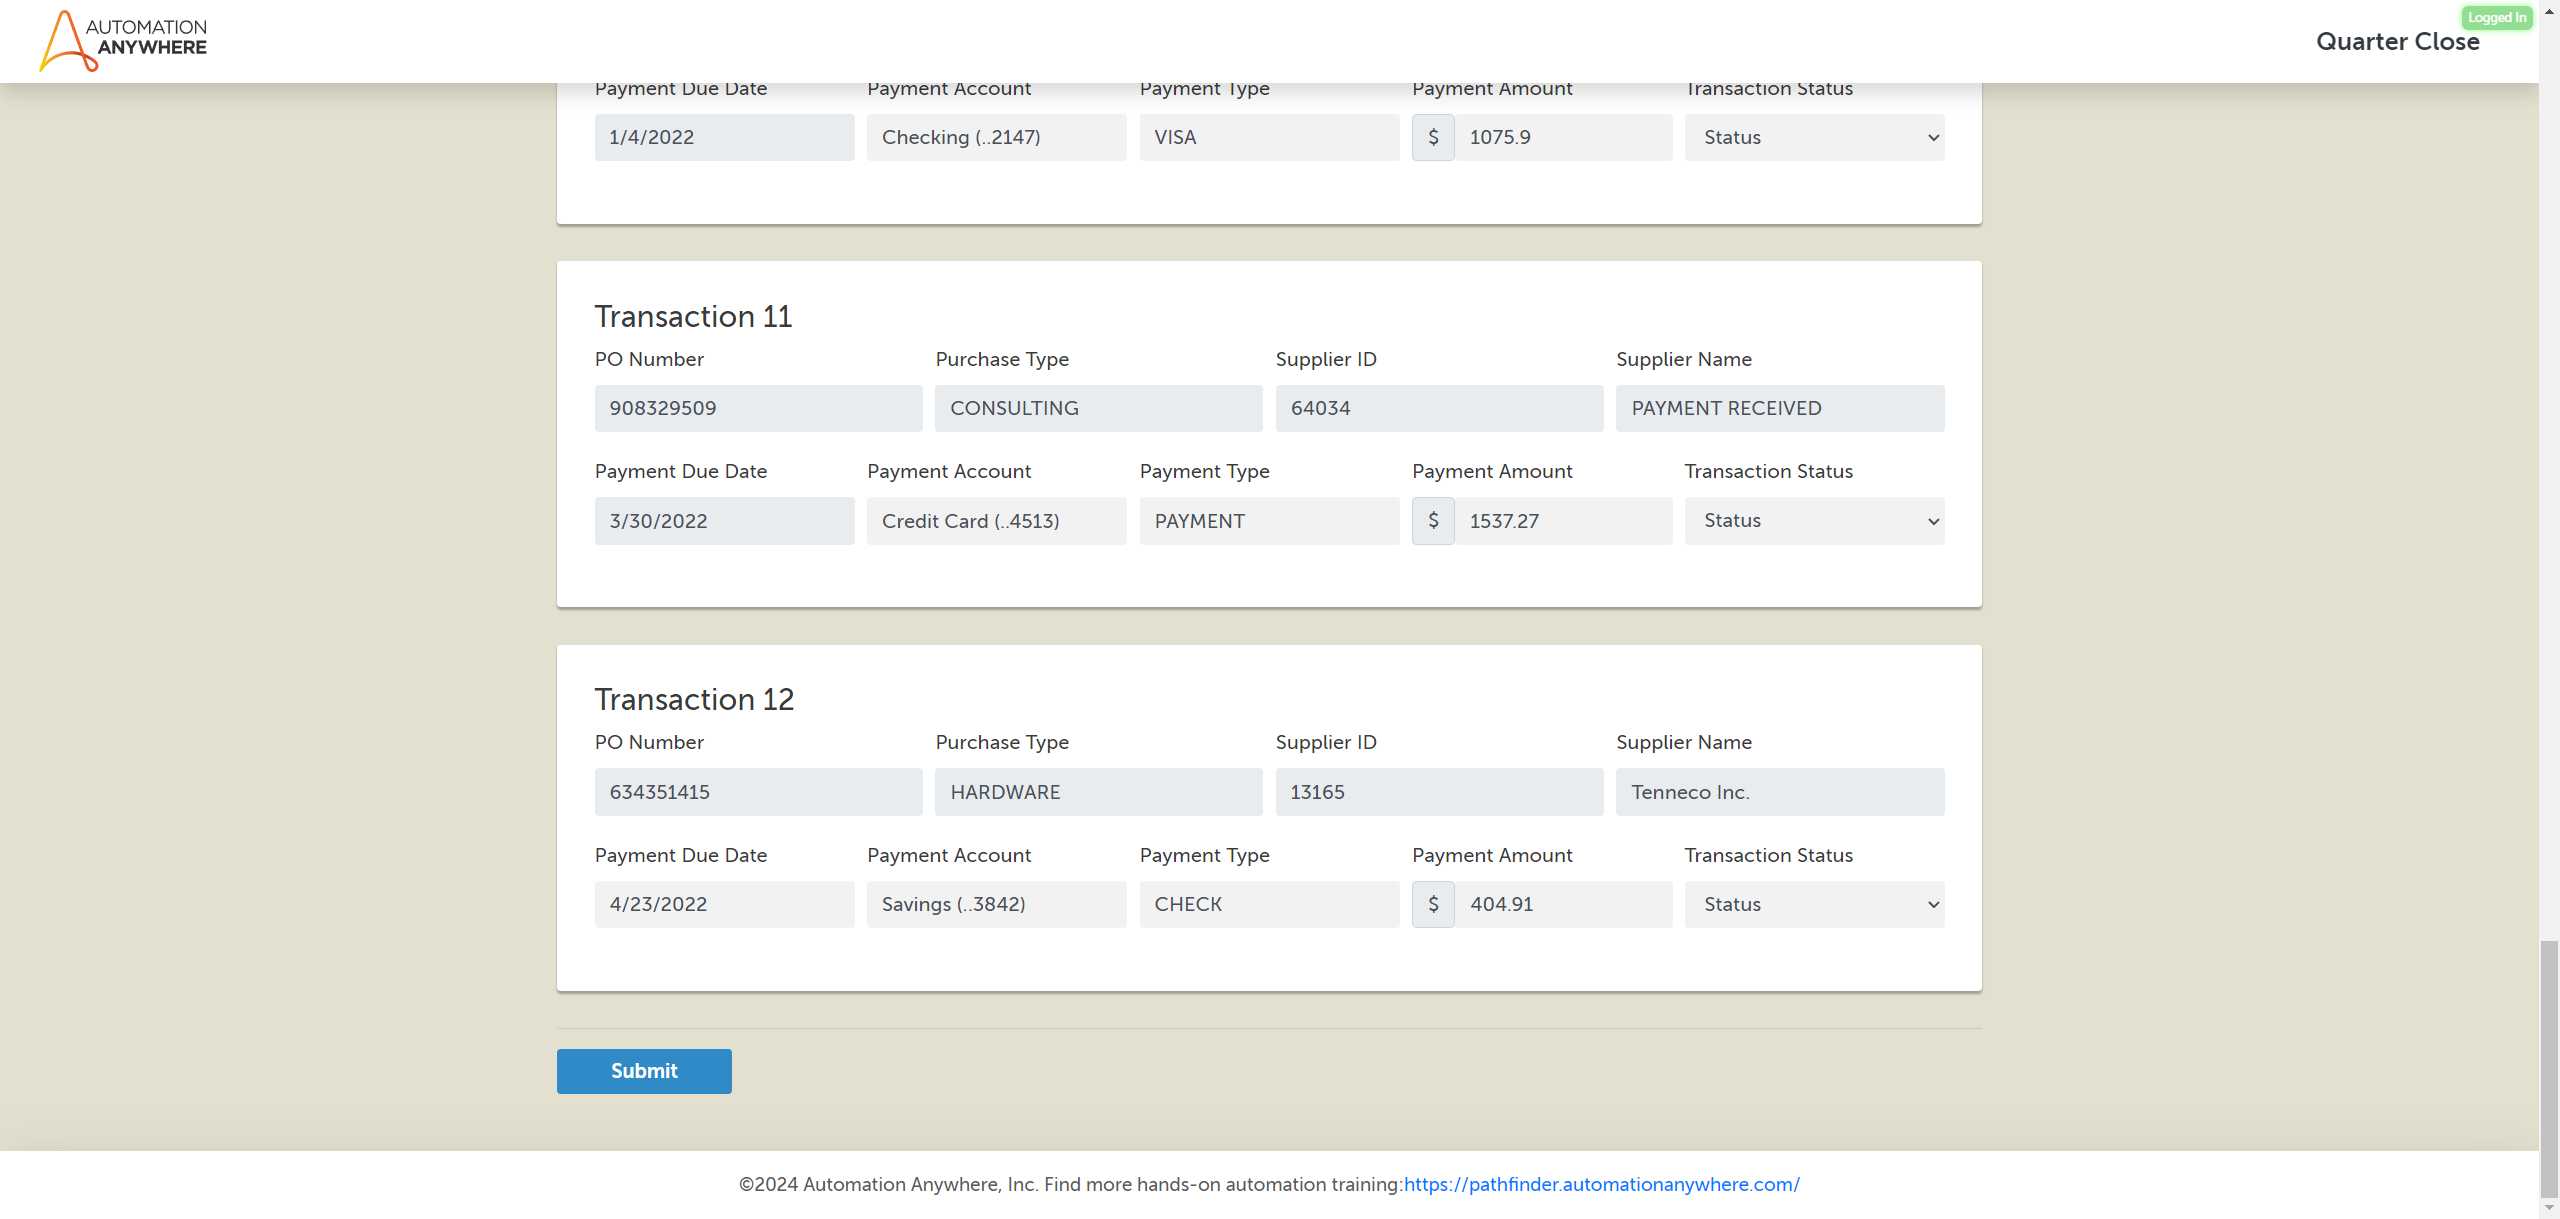 AUTOMATION
ANYWHERE
Logged In
Quarter Close
Payment Due Date Payment Account Payment Type Payment Amount Transaction Status
1/4/2022 Checking (..2147) VISA $ 1075.9 Status
Transaction 11
PO Number Purchase Type Supplier ID Supplier Name
908329509 CONSULTING 64034 PAYMENT RECEIVED
Payment Due Date Payment Account Payment Type Payment Amount Transaction Status
3/30/2022 Credit Card (..4513) PAYMENT $ 1537.27 Status
Transaction 12
PO Number Purchase Type Supplier ID Supplier Name
634351415 HARDWARE 13165 Tenneco Inc.
Payment Due Date Payment Account Payment Type Payment Amount Transaction Status
4/23/2022 Savings (..3842) CHECK $ 404.91 Status
Submit
©2024 Automation Anywhere, Inc. Find more hands-on automation training:https://pathfinder.automationanywhere.com/